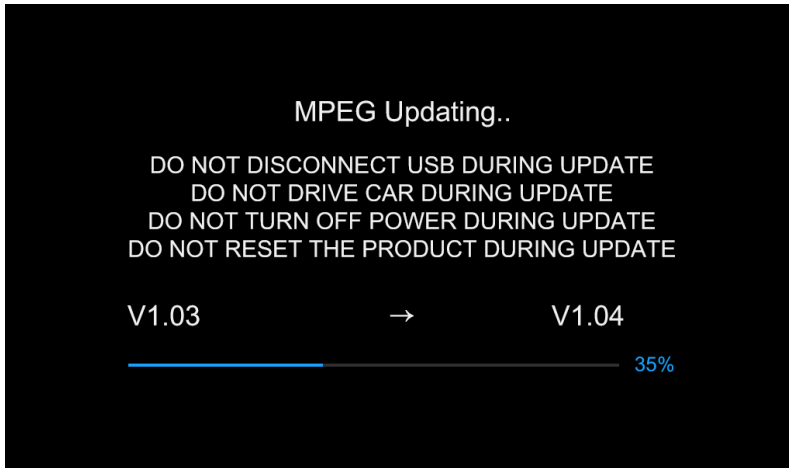 MPEG Updating..
DO NOT DISCONNECT USB DURING UPDATE
DO NOT DRIVE CAR DURING UPDATE
DO NOT TURN OFF POWER DURING UPDATE
DO NOT RESET THE PRODUCT DURING UPDATE
V1.03 → V1.04
35%